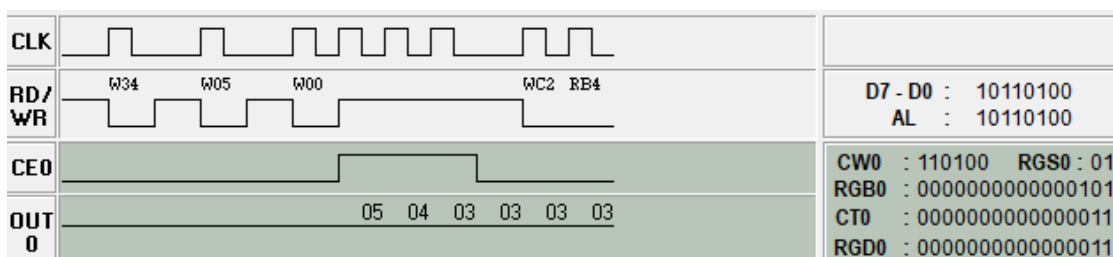 CLK
W34 W05 W00 WC2 RB4
RD/
WR
D7 - D0 : 10110100
AL : 10110100
CE0
CW0 : 110100 RGS0 : 01
RGB0 : 0000000000000101
OUT
0
05 04 03 03 03 03
CT0 : 0000000000000011
RGD0 : 0000000000000011